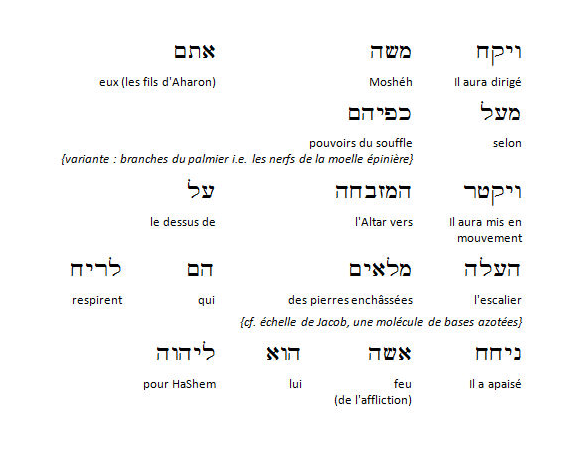 ויקח משה אתם
Il aura dirigé Moshéh eux (les fils d'Aharon)
מעל כפיהם
selon pouvoirs du souffle
{variante : branches du palmier i.e. les nerfs de la moelle épinière}
ויקטר המזבחה על
Il aura mis en mouvement l'Altar vers le dessus de
העלה מלאים הם לריח
l'escalier des pierres enchâssées qui respirent
{cf. échelle de Jacob, une molécule de bases azotées}
ניחח אשה הוא ליהוה
Il a apaisé feu lui pour HaShem
(de l'affliction)